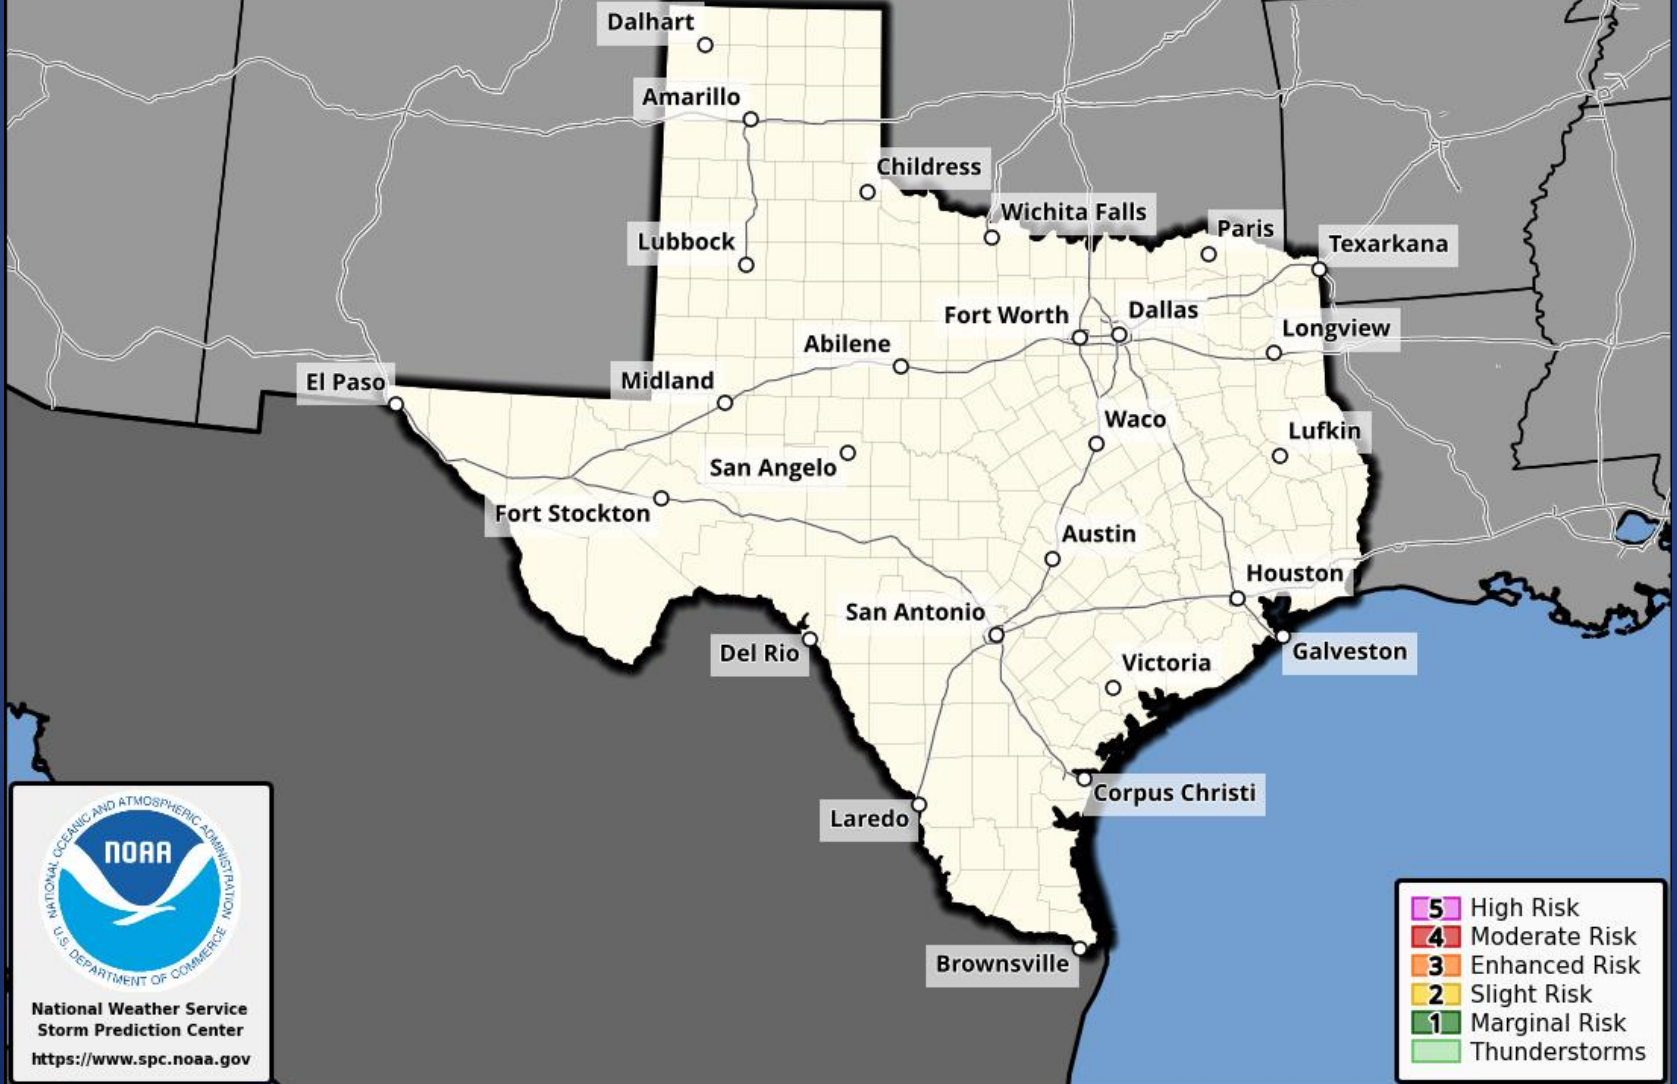 Dalhart
Amarillo
Childress
Wichita Falls
Paris
Texarkana
Lubbock
Fort Worth
Dallas
Longview
Abilene
El Paso
Midland
Waco
Lufkin
San Angelo
Fort Stockton
Austin
Houston
San Antonio
Del Rio
Galveston
Victoria
Corpus Christi
Laredo
Brownsville
NATIONAL OCEANIC AND ATMOSPHERIC ADMINISTRATION
NOAA
U.S. DEPARTMENT OF COMMERCE
National Weather Service
Storm Prediction Center
https://www.spc.noaa.gov
5 High Risk
4 Moderate Risk
3 Enhanced Risk
2 Slight Risk
1 Marginal Risk
Thunderstorms